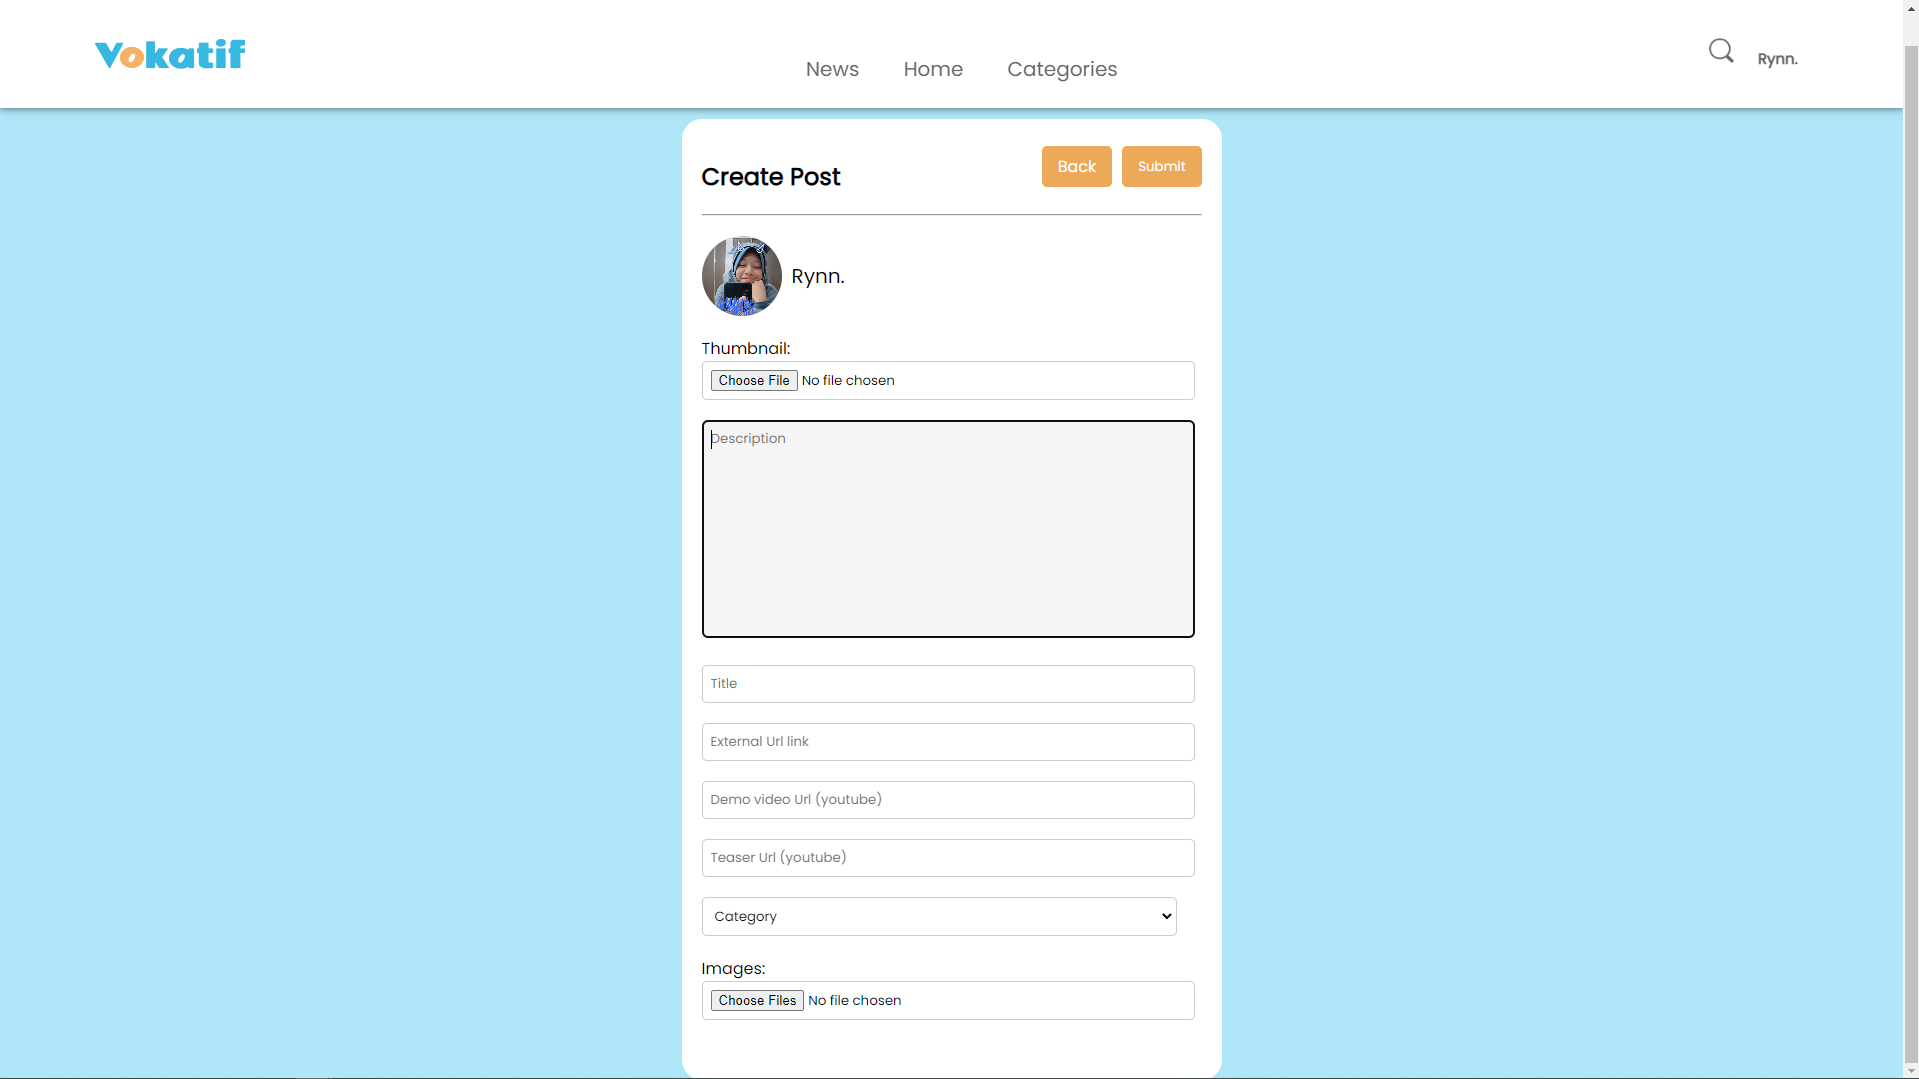 Vokatif
News Home Categories
Rynn.
Create Post
Back
Submit
Rynn.
Thumbnail:
Choose File No file chosen
Description
Title
External Url link
Demo video Url (youtube)
Teaser Url (youtube)
Category
Images:
Choose Files No file chosen